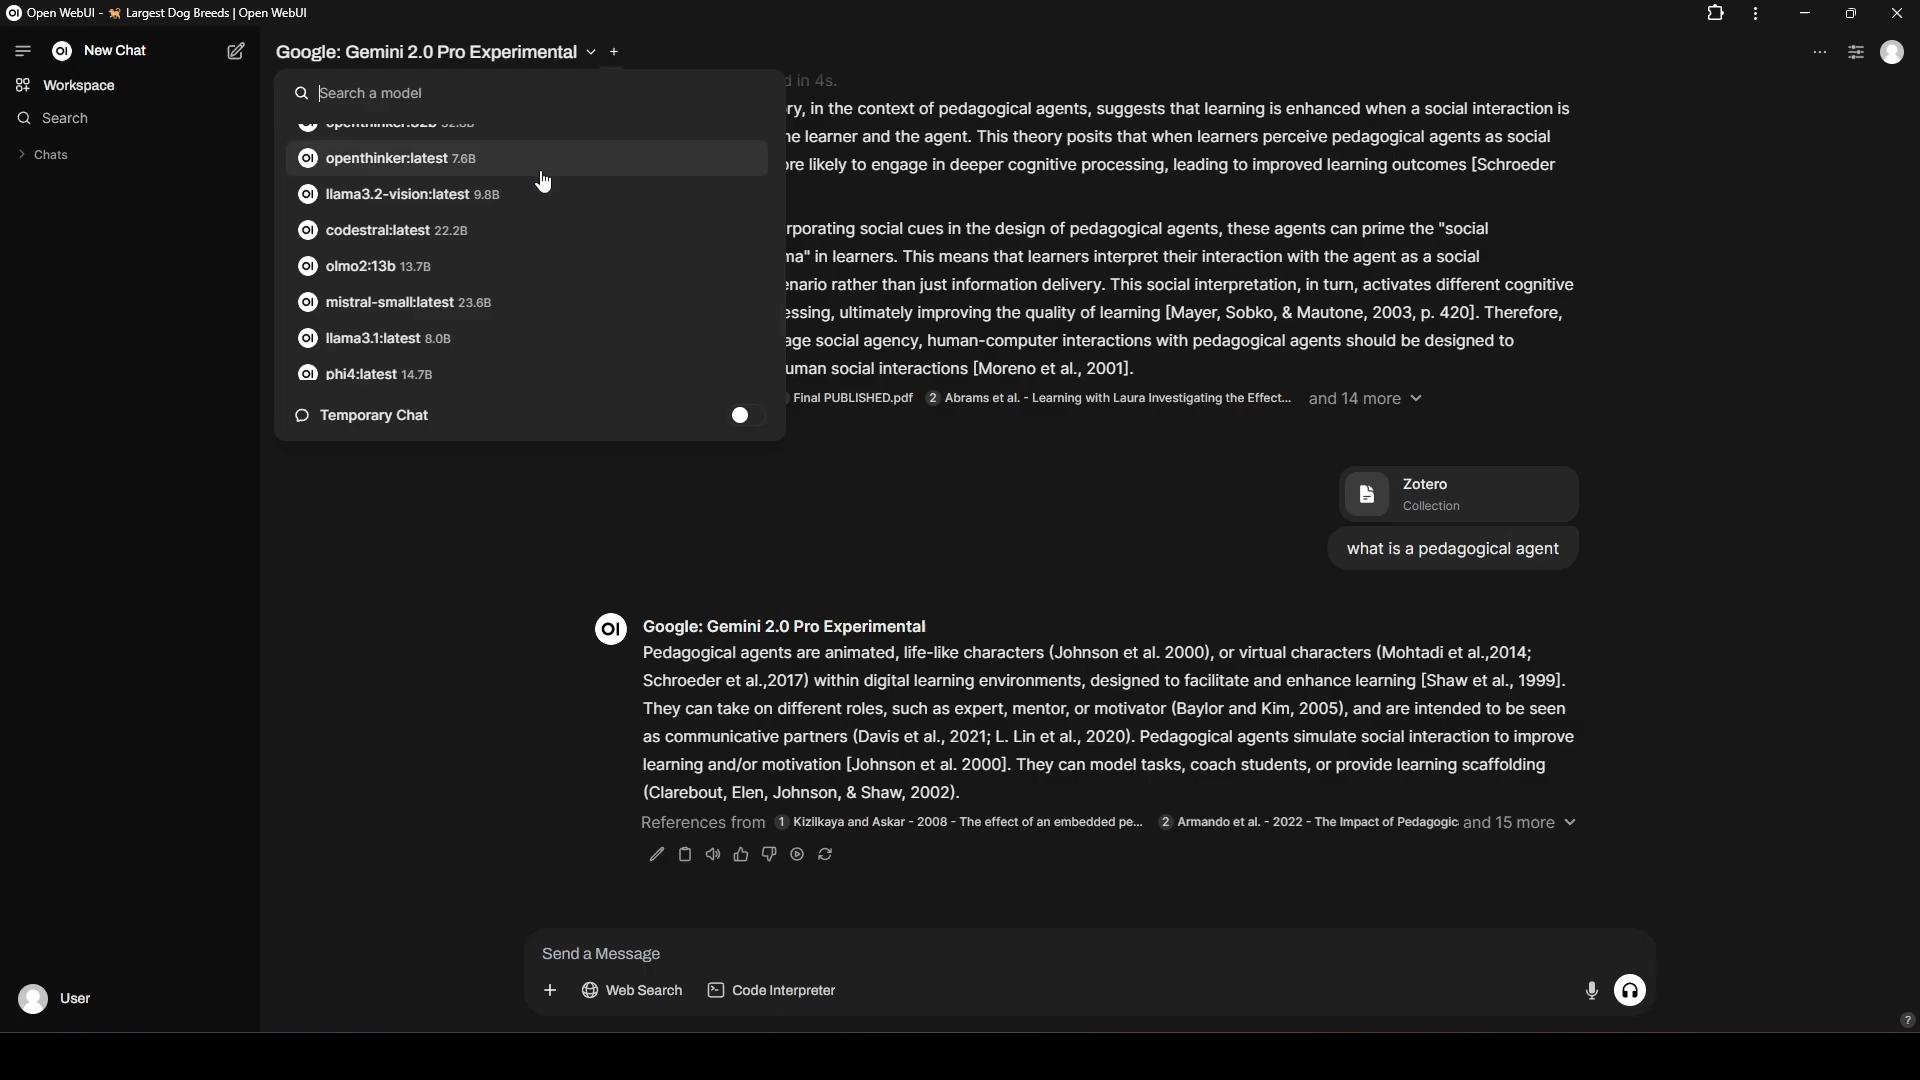 Open WebUI - 🐕 Largest Dog Breeds | Open WebUI
New Chat
Workspace
Search
Chats
User
Google: Gemini 2.0 Pro Experimental
Search a model
openthinker:32b 32.8B
openthinker:latest 7.6B
llama3.2-vision:latest 9.8B
codestral:latest 22.2B
olmo2:13b 13.7B
mistral-small:latest 23.6B
llama3.1:latest 8.0B
phi4:latest 14.7B
Temporary Chat
d in 4s.
ry, in the context of pedagogical agents, suggests that learning is enhanced when a social interaction is
ne learner and the agent. This theory posits that when learners perceive pedagogical agents as social
ore likely to engage in deeper cognitive processing, leading to improved learning outcomes [Schroeder
rporating social cues in the design of pedagogical agents, these agents can prime the "social
ma" in learners. This means that learners interpret their interaction with the agent as a social
enario rather than just information delivery. This social interpretation, in turn, activates different cognitive
essing, ultimately improving the quality of learning [Mayer, Sobko, & Mautone, 2003, p. 420]. Therefore,
age social agency, human-computer interactions with pedagogical agents should be designed to
uman social interactions [Moreno et al., 2001].
Final PUBLISHED.pdf 2 Abrams et al. - Learning with Laura Investigating the Effect... and 14 more
Zotero
Collection
what is a pedagogical agent
Google: Gemini 2.0 Pro Experimental
Pedagogical agents are animated, life-like characters (Johnson et al. 2000), or virtual characters (Mohtadi et al.,2014;
Schroeder et al.,2017) within digital learning environments, designed to facilitate and enhance learning [Shaw et al., 1999].
They can take on different roles, such as expert, mentor, or motivator (Baylor and Kim, 2005), and are intended to be seen
as communicative partners (Davis et al., 2021; L. Lin et al., 2020). Pedagogical agents simulate social interaction to improve
learning and/or motivation [Johnson et al. 2000]. They can model tasks, coach students, or provide learning scaffolding
(Clarebout, Elen, Johnson, & Shaw, 2002).
References from 1 Kizilkaya and Askar - 2008 - The effect of an embedded pe... 2 Armando et al. - 2022 - The Impact of Pedagogic and 15 more
Send a Message
Web Search
Code Interpreter